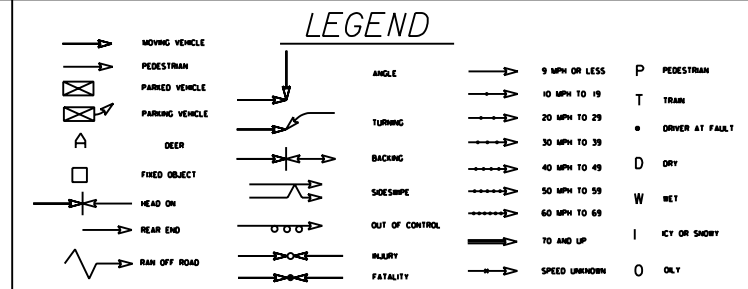 LEGEND
MOVING VEHICLE
PEDESTRIAN
PARKED VEHICLE
PARKING VEHICLE
A DEER
FIXED OBJECT
HEAD ON
REAR END
RAN OFF ROAD
ANGLE
TURNING
BACKING
SIDESWIPE
OUT OF CONTROL
INJURY
FATALITY
9 MPH OR LESS
10 MPH TO 19
20 MPH TO 29
30 MPH TO 39
40 MPH TO 49
50 MPH TO 59
60 MPH TO 69
70 AND UP
SPEED UNKNOWN
P PEDESTRIAN
T TRAIN
DRIVER AT FAULT
D DRY
W WET
I ICY OR SNOWY
O OILY